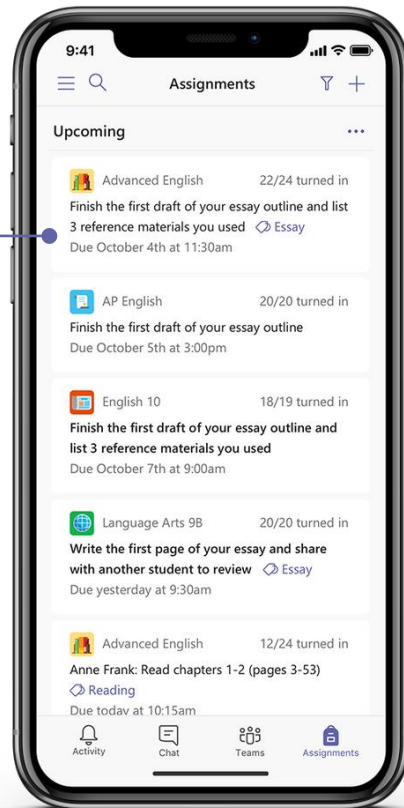 9:41
Assignments
Upcoming
Advanced English 22/24 turned in
Finish the first draft of your essay outline and list
3 reference materials you used Essay
Due October 4th at 11:30am
AP English 20/20 turned in
Finish the first draft of your essay outline
Due October 5th at 3:00pm
English 10 18/19 turned in
Finish the first draft of your essay outline and
list 3 reference materials you used
Due October 7th at 9:00am
Language Arts 9B 20/20 turned in
Write the first page of your essay and share
with another student to review Essay
Due yesterday at 9:30am
Advanced English 12/24 turned in
Anne Frank: Read chapters 1-2 (pages 3-53)
Reading
Due today at 10:15am
Activity Chat Teams Assignments